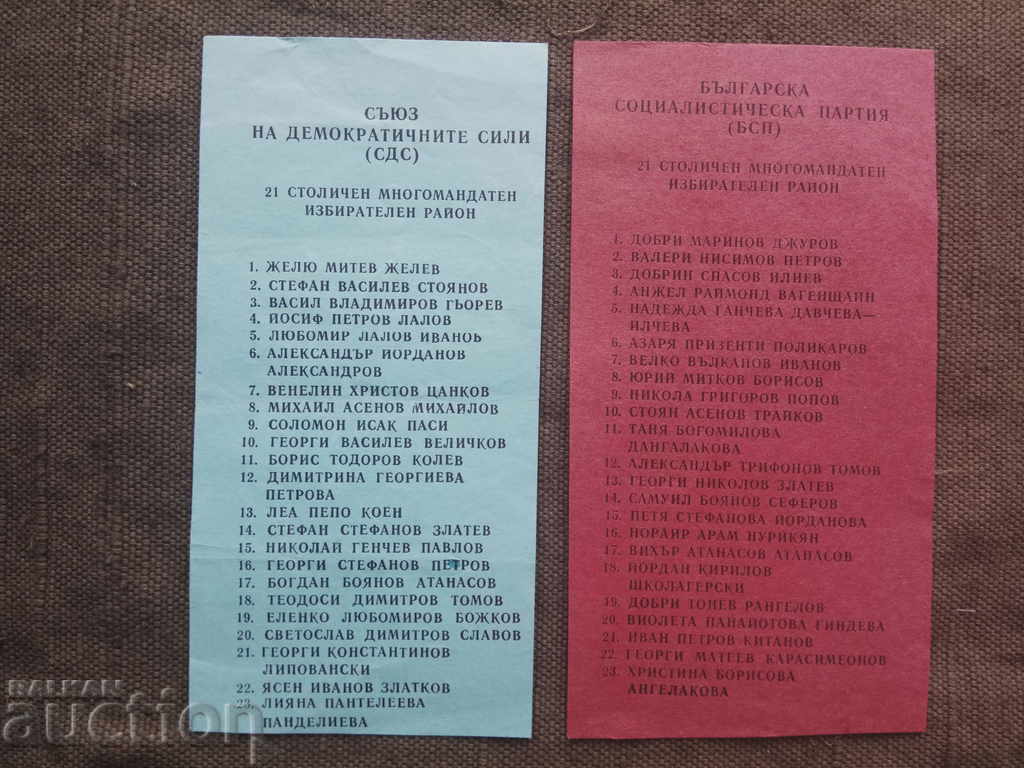 СЪЮЗ
НА ДЕМОКРАТИЧНИТЕ СИЛИ
(СДС)
21 СТОЛИЧЕН МНОГОМАНДАТЕН
ИЗБИРАТЕЛЕН РАЙОН
1. ЖЕЛЮ МИТЕВ ЖЕЛЕВ
2. СТЕФАН ВАСИЛЕВ СТОЯНОВ
3. ВАСИЛ ВЛАДИМИРОВ ГЬОРЕВ
4. ЙОСИФ ПЕТРОВ ЛАЛОВ
5. ЛЮБОМИР ЛАЛОВ ИВАНОВ
6. АЛЕКСАНДЪР ЙОРДАНОВ
АЛЕКСАНДРОВ
7. ВЕНЕЛИН ХРИСТОВ ЦАНКОВ
8. МИХАИЛ АСЕНОВ МИХАЙЛОВ
9. СОЛОМОН ИСАК ПАСИ
10. ГЕОРГИ ВАСИЛЕВ ВЕЛИЧКОВ
11. БОРИС ТОДОРОВ КОЛЕВ
12. ДИМИТРИНА ГЕОРГИЕВА
ПЕТРОВА
13. ЛЕА ПЕПО КОЕН
14. СТЕФАН СТЕФАНОВ ЗЛАТЕВ
15. НИКОЛАЙ ГЕНЧЕВ ПАВЛОВ
16. ГЕОРГИ СТЕФАНОВ ПЕТРОВ
17. БОГДАН БОЯНОВ АТАНАСОВ
18. ТЕОДОСИ ДИМИТРОВ ТОМОВ
19. ЕЛЕНКО ЛЮБОМИРОВ БОЖКОВ
20. СВЕТОСЛАВ ДИМИТРОВ СЛАВОВ
21. ГЕОРГИ КОНСТАНТИНОВ
ЛИПОВАНСКИ
22. ЯСЕН ИВАНОВ ЗЛАТКОВ
23. ЛИЯНА ПАНТЕЛЕЕВА
ПАНДЕЛИЕВА
БЪЛГАРСКА
СОЦИАЛИСТИЧЕСКА ПАРТИЯ
(БСП)
21 СТОЛИЧЕН МНОГОМАНДАТЕН
ИЗБИРАТЕЛЕН РАЙОН
1. ДОБРИ МАРИНОВ ДЖУРОВ
2. ВАЛЕРИ НИСИМОВ ПЕТРОВ
3. ДОБРИН СПАСОВ ИЛИЕВ
4. АНЖЕЛ РАЙМОНД ВАГЕНЩАЙН
5. НАДЕЖДА ГАНЧЕВА ДАВЧЕВА—
ИЛЧЕВА
6. АЗАРЯ ПРИЗЕНТИ ПОЛИКАРОВ
7. ВЕЛКО ВЪЛКАНОВ ИВАНОВ
8. ЮРИЙ МИТКОВ БОРИСОВ
9. НИКОЛА ГРИГОРОВ ПОПОВ
10. СТОЯН АСЕНОВ ТРАЙКОВ
11. ТАНЯ БОГОМИЛОВА
ДАНГАЛАКОВА
12. АЛЕКСАНДЪР ТРИФОНОВ ТОМОВ
13. ГЕОРГИ НИКОЛОВ ЗЛАТЕВ
14. САМУИЛ БОЯНОВ СЕФЕРОВ
15. ПЕТЯ СТЕФАНОВА ЙОРДАНОВА
16. НОРАИР АРАМ НУРИКЯН
17. ВИХЪР АТАНАСОВ АТАНАСОВ
18. ЙОРДАН КИРИЛОВ
ШКОЛАГЕРСКИ
19. ДОБРИ ТОНЕВ РАНГЕЛОВ
20. ВИОЛЕТА ПАНАЙОТОВА ГИНДЕВА
21. ИВАН ПЕТРОВ КИТАНОВ
22. ГЕОРГИ МАТЕЕВ КАРАСИМЕОНОВ
23. ХРИСТИНА БОРИСОВА
АНГЕЛАКОВА
BALKAN
auction